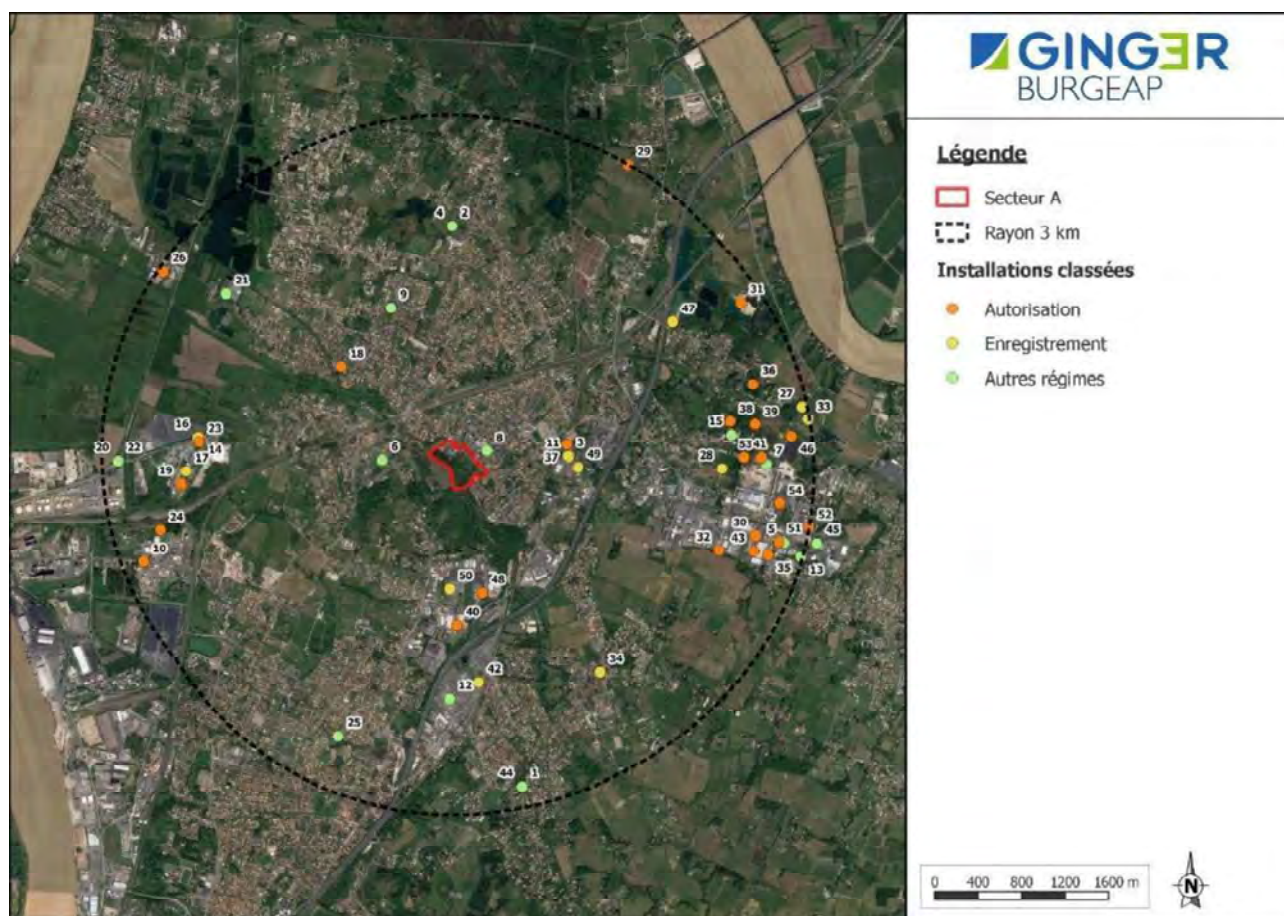 GINGER
BURGEAP
Légende
Secteur A
Rayon 3 km
Installations classées
Autorisation
Enregistrement
Autres régimes
0 400 800 1200 1600 m
N
29
4 2
26
21
9
31
47
18
36
27
33
15 38 39
16
23
14
20 22
6
8
11 3
37
49
53 41 7
46
28
17
19
54
24
52
30 5 51 45
10
32 43
35 13
50
48
40
34
42
12
25
44 1